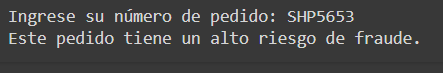 Ingrese su número de pedido: SHP5653
Este pedido tiene un alto riesgo de fraude.